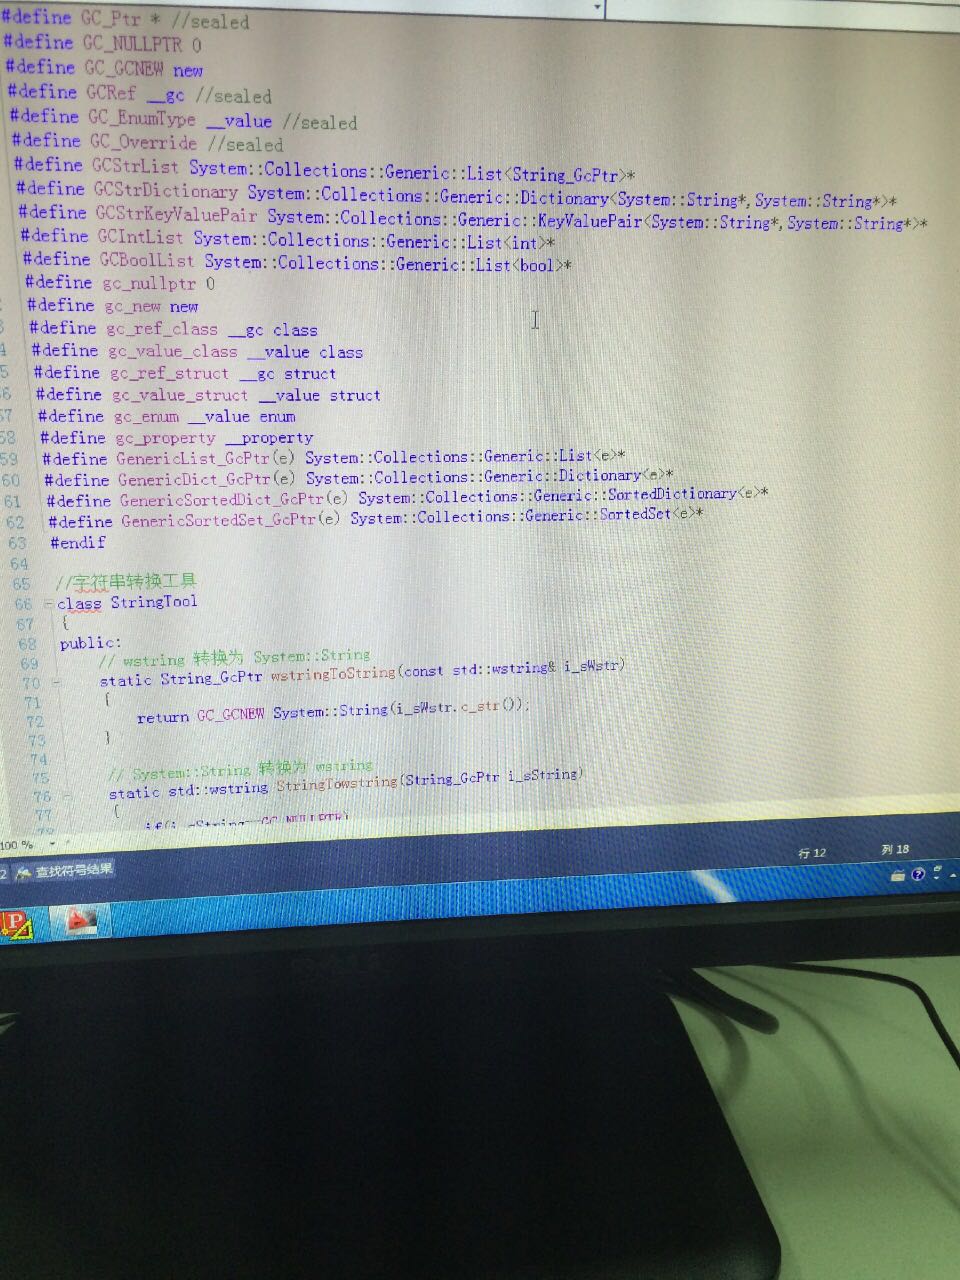 #define GC_Ptr * //sealed
#define GC_NULLPTR 0
#define GC_GCNEW new
#define GCRef __gc //sealed
#define GC_EnumType __value //sealed
#define GC_Override //sealed
#define GCStrList System::Collections::Generic::List<String_GcPtr>*
#define GCStrDictionary System::Collections::Generic::Dictionary<System::String*,System::String*>*
#define GCStrKeyValuePair System::Collections::Generic::KeyValuePair<System::String*,System::String*>*
#define GCIntList System::Collections::Generic::List<int>*
#define GCBoolList System::Collections::Generic::List<bool>*
#define gc_nullptr 0
#define gc_new new
#define gc_ref_class __gc class
#define gc_value_class __value class
#define gc_ref_struct __gc struct
#define gc_value_struct __value struct
#define gc_enum __value enum
58 #define gc_property __property
59 #define GenericList_GcPtr(e) System::Collections::Generic::List<e>*
60 #define GenericDict_GcPtr(e) System::Collections::Generic::Dictionary<e>*
61 #define GenericSortedDict_GcPtr(e) System::Collections::Generic::SortedDictionary<e>*
62 #define GenericSortedSet_GcPtr(e) System::Collections::Generic::SortedSet<e>*
63 #endif
64
65 //字符串转换工具
66 class StringTool
67 {
68 public:
69 // wstring 转换为 System::String
70 static String_GcPtr wstringToString(const std::wstring& i_sWstr)
71 {
72 return GC_GCNEW System::String(i_sWstr.c_str());
73 }
74
75 // System::String 转换为 wstring
76 static std::wstring StringTowstring(String_GcPtr i_sString)
77 {
100 %
行 12 列 18
2 查找符号结果
P